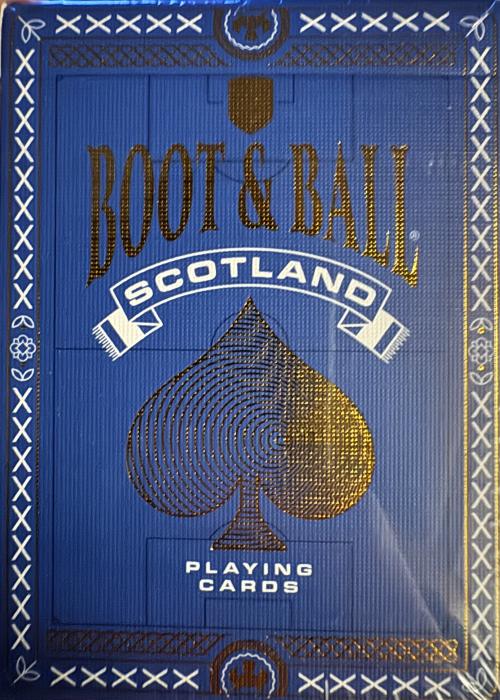 BOOT & BALL®
SCOTLAND
PLAYING
CARDS